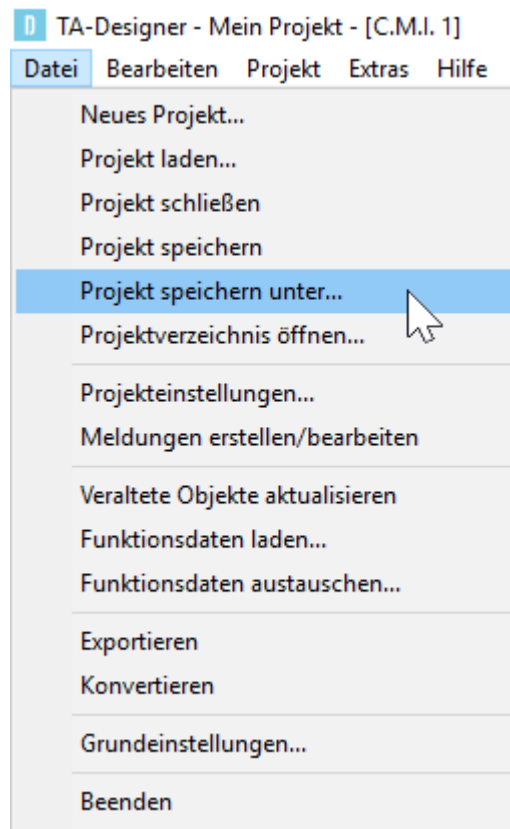 D TA-Designer - Mein Projekt - [C.M.I. 1]
Datei Bearbeiten Projekt Extras Hilfe
Neues Projekt...
Projekt laden...
Projekt schließen
Projekt speichern
Projekt speichern unter...
Projektverzeichnis öffnen...
Projekteinstellungen...
Meldungen erstellen/bearbeiten
Veraltete Objekte aktualisieren
Funktionsdaten laden...
Funktionsdaten austauschen...
Exportieren
Konvertieren
Grundeinstellungen...
Beenden